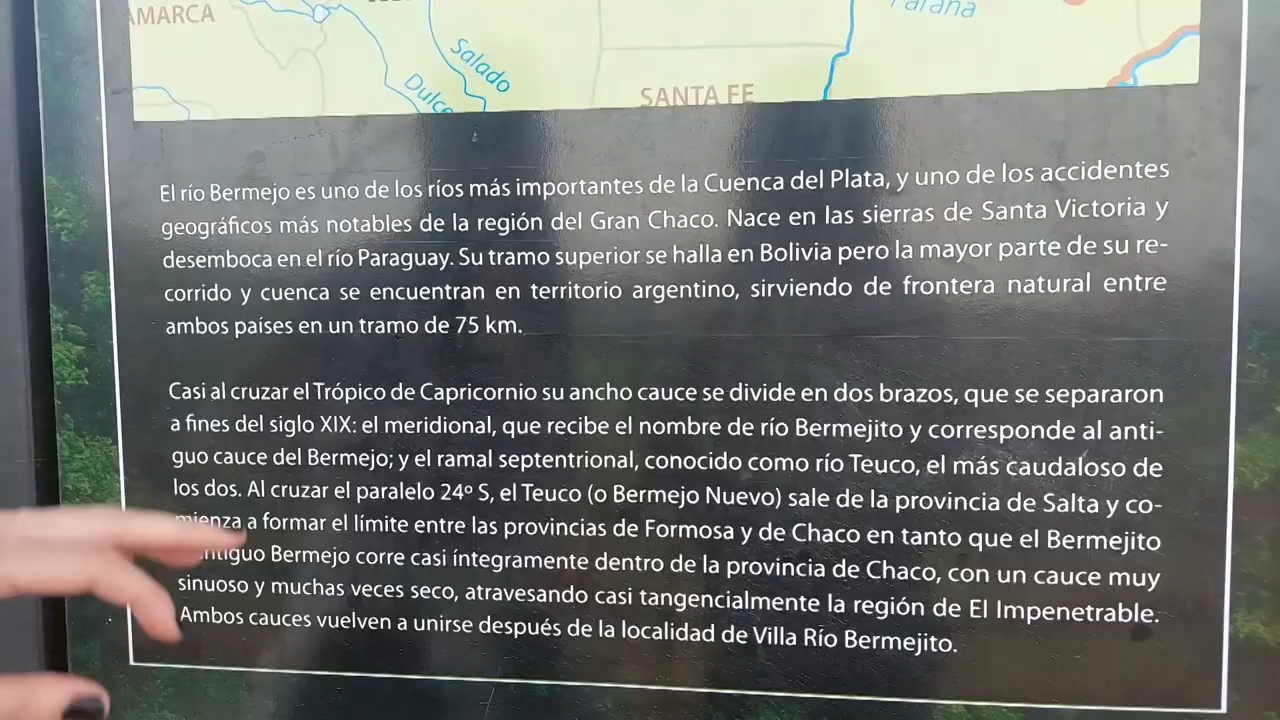 AMARCA
Salado
Dulce
SANTA FE
Paraná
El río Bermejo es uno de los ríos más importantes de la Cuenca del Plata, y uno de los accidentes
geográficos más notables de la región del Gran Chaco. Nace en las sierras de Santa Victoria y
desemboca en el río Paraguay. Su tramo superior se halla en Bolivia pero la mayor parte de su re-
corrido y cuenca se encuentran en territorio argentino, sirviendo de frontera natural entre
ambos países en un tramo de 75 km.
Casi al cruzar el Trópico de Capricornio su ancho cauce se divide en dos brazos, que se separaron
a fines del siglo XIX: el meridional, que recibe el nombre de río Bermejito y corresponde al anti-
guo cauce del Bermejo; y el ramal septentrional, conocido como río Teuco, el más caudaloso de
los dos. Al cruzar el paralelo 24º S, el Teuco (o Bermejo Nuevo) sale de la provincia de Salta y co-
mienza a formar el límite entre las provincias de Formosa y de Chaco en tanto que el Bermejito
antiguo Bermejo corre casi íntegramente dentro de la provincia de Chaco, con un cauce muy
sinuoso y muchas veces seco, atravesando casi tangencialmente la región de El Impenetrable.
Ambos cauces vuelven a unirse después de la localidad de Villa Río Bermejito.